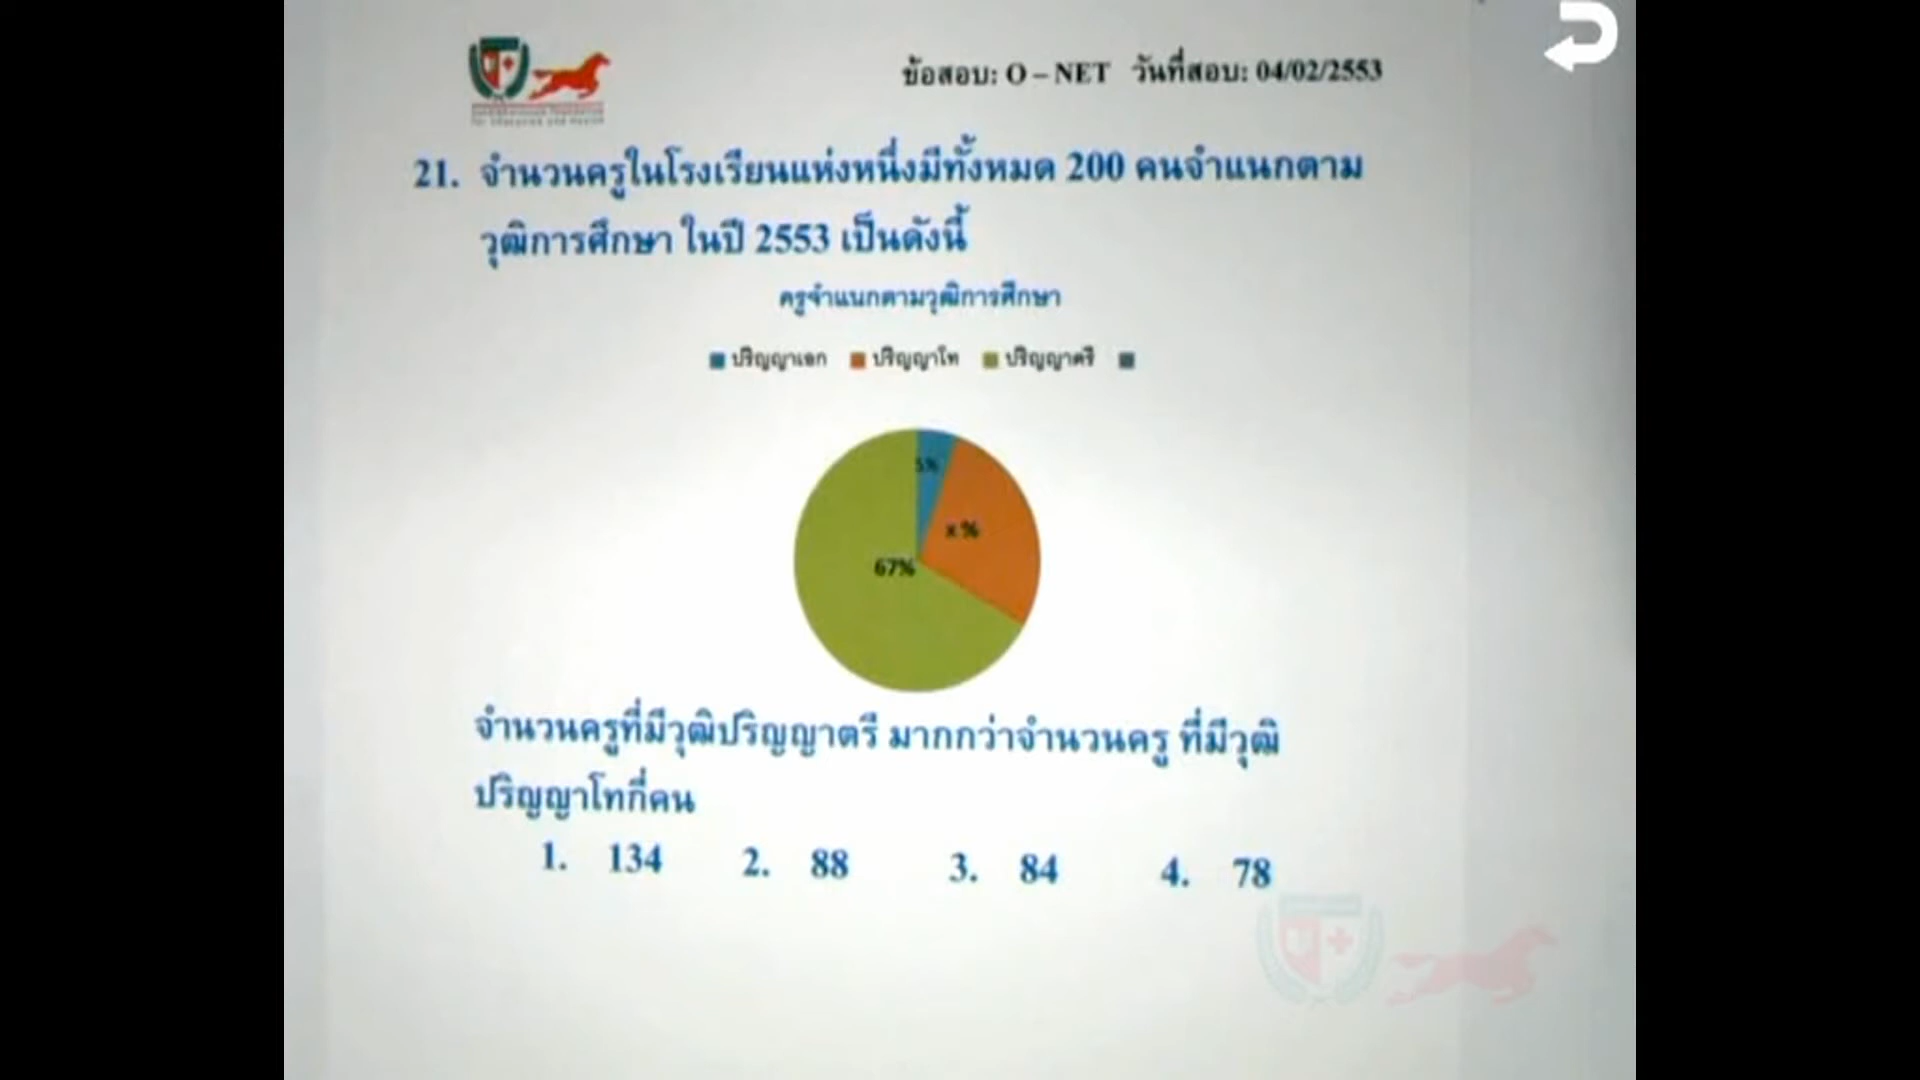 ข้อสอบ: O – NET วันที่สอบ: 04/02/2553
21. จำนวนครูในโรงเรียนแห่งหนึ่งมีทั้งหมด 200 คนจำแนกตาม
วุฒิการศึกษา ในปี 2553 เป็นดังนี้
ครูจำแนกตามวุฒิการศึกษา
ปริญญาเอก ปริญญาโท ปริญญาตรี
5%
x %
67%
จำนวนครูที่มีวุฒิปริญญาตรี มากกว่าจำนวนครู ที่มีวุฒิ
ปริญญาโทกี่คน
1. 134 2. 88 3. 84 4. 78